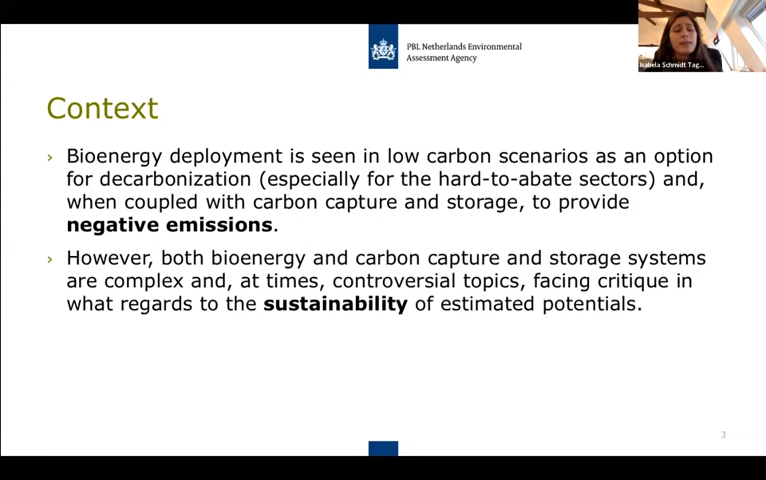 PBL Netherlands Environmental
Assessment Agency
Isabela Schmidt Tag...
Context
› Bioenergy deployment is seen in low carbon scenarios as an option
for decarbonization (especially for the hard-to-abate sectors) and,
when coupled with carbon capture and storage, to provide
negative emissions.
› However, both bioenergy and carbon capture and storage systems
are complex and, at times, controversial topics, facing critique in
what regards to the sustainability of estimated potentials.
3